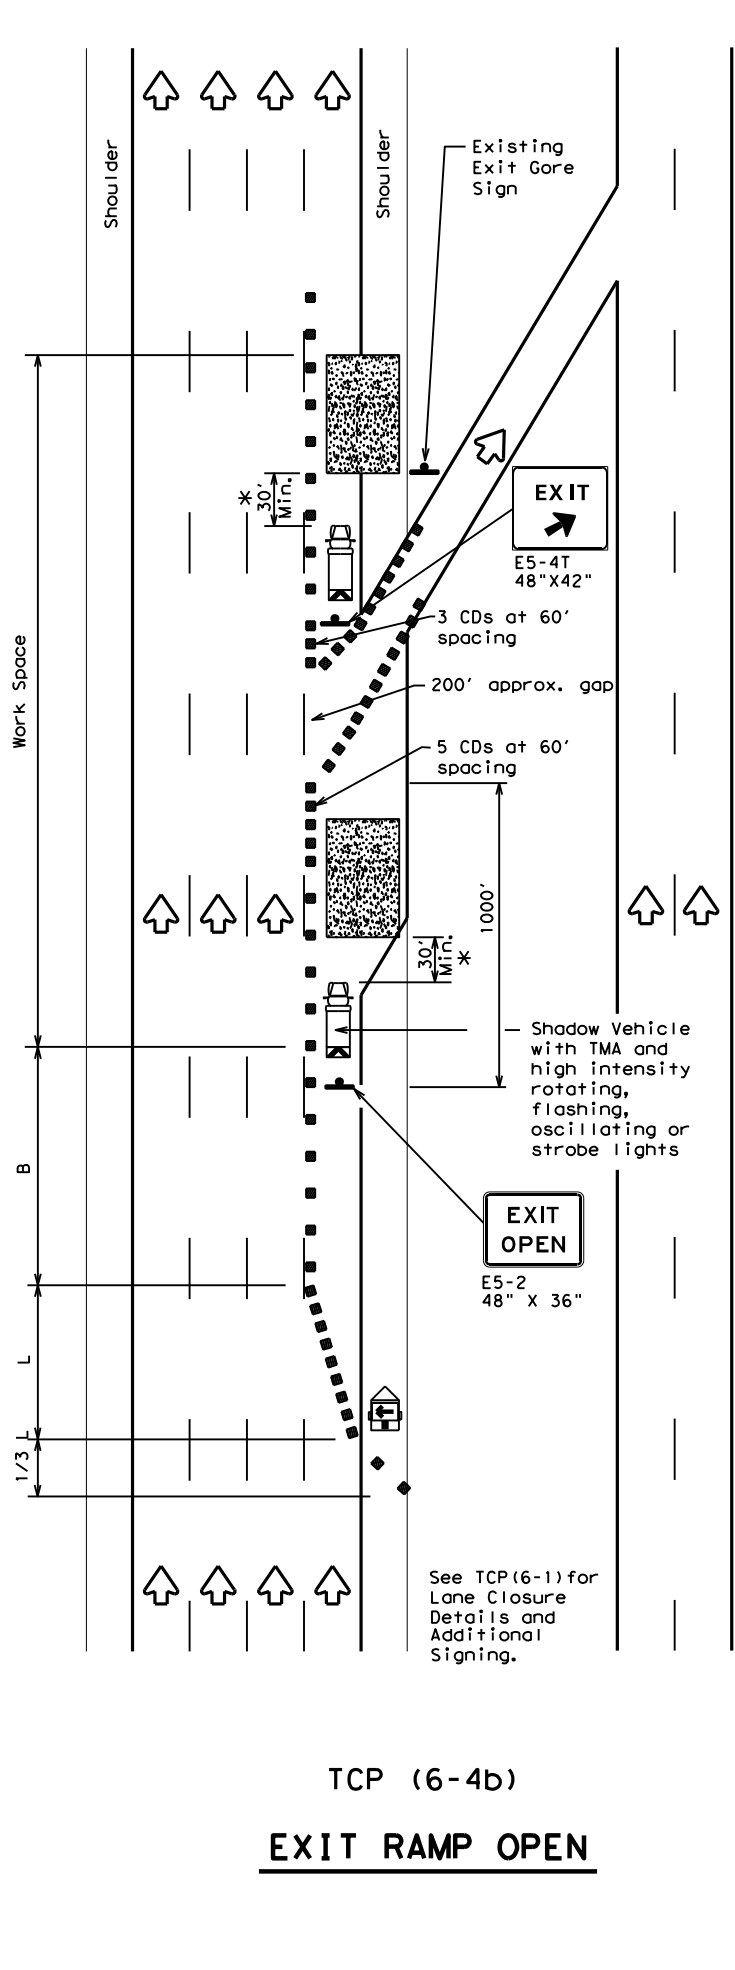 Shoulder
Shoulder
Existing
Exit Gore
Sign
*
30'
Min.
EXIT
E5-4T
48"X42"
3 CDs at 60'
spacing
Work Space
200' approx. gap
5 CDs at 60'
spacing
1000'
30'
Min.
*
Shadow Vehicle
with TMA and
high intensity
rotating,
flashing,
oscillating or
strobe lights
B
EXIT
OPEN
E5-2
48" X 36"
L
1/3 L
See TCP(6-1)for
Lane Closure
Details and
Additional
Signing.
TCP (6-4b)
EXIT RAMP OPEN